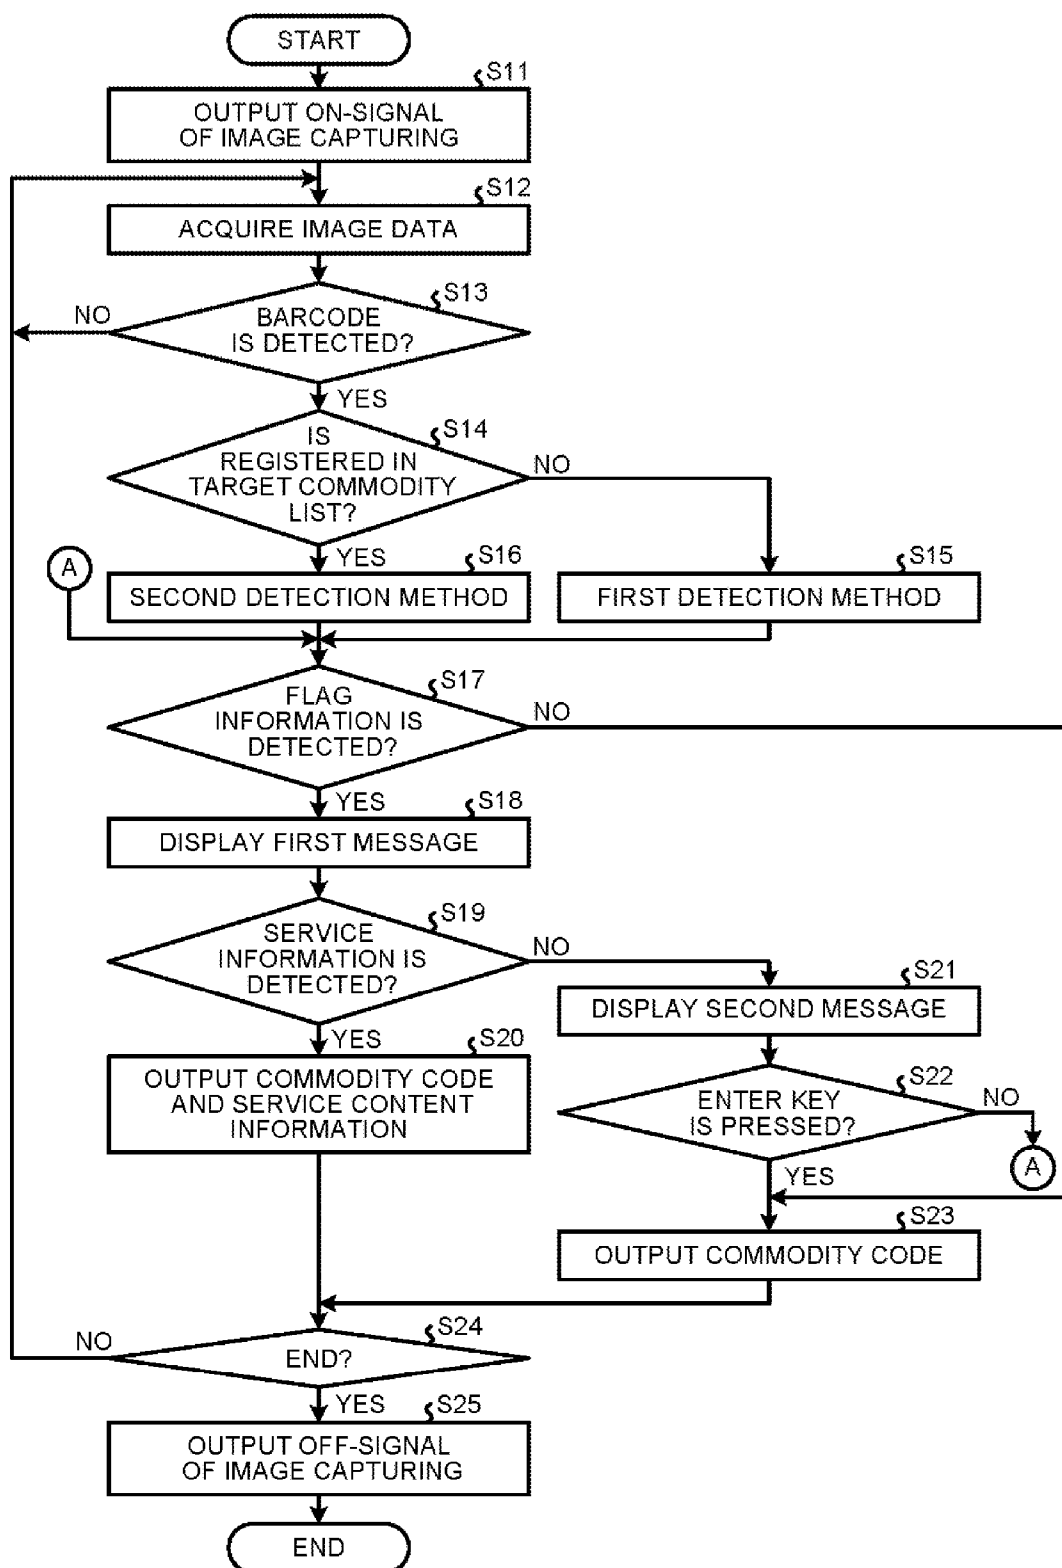 START
S11
OUTPUT ON-SIGNAL
OF IMAGE CAPTURING
S12
ACQUIRE IMAGE DATA
S13
NO
BARCODE
IS DETECTED?
YES
S14
IS
REGISTERED IN
TARGET COMMODITY
LIST?
NO
YES
A
S16
SECOND DETECTION METHOD
S15
FIRST DETECTION METHOD
S17
FLAG
INFORMATION IS
DETECTED?
NO
YES
S18
DISPLAY FIRST MESSAGE
S19
SERVICE
INFORMATION IS
DETECTED?
NO
YES
S21
DISPLAY SECOND MESSAGE
S20
OUTPUT COMMODITY CODE
AND SERVICE CONTENT
INFORMATION
S22
ENTER KEY
IS PRESSED?
NO
A
YES
S23
OUTPUT COMMODITY CODE
S24
NO
END?
YES
S25
OUTPUT OFF-SIGNAL
OF IMAGE CAPTURING
END